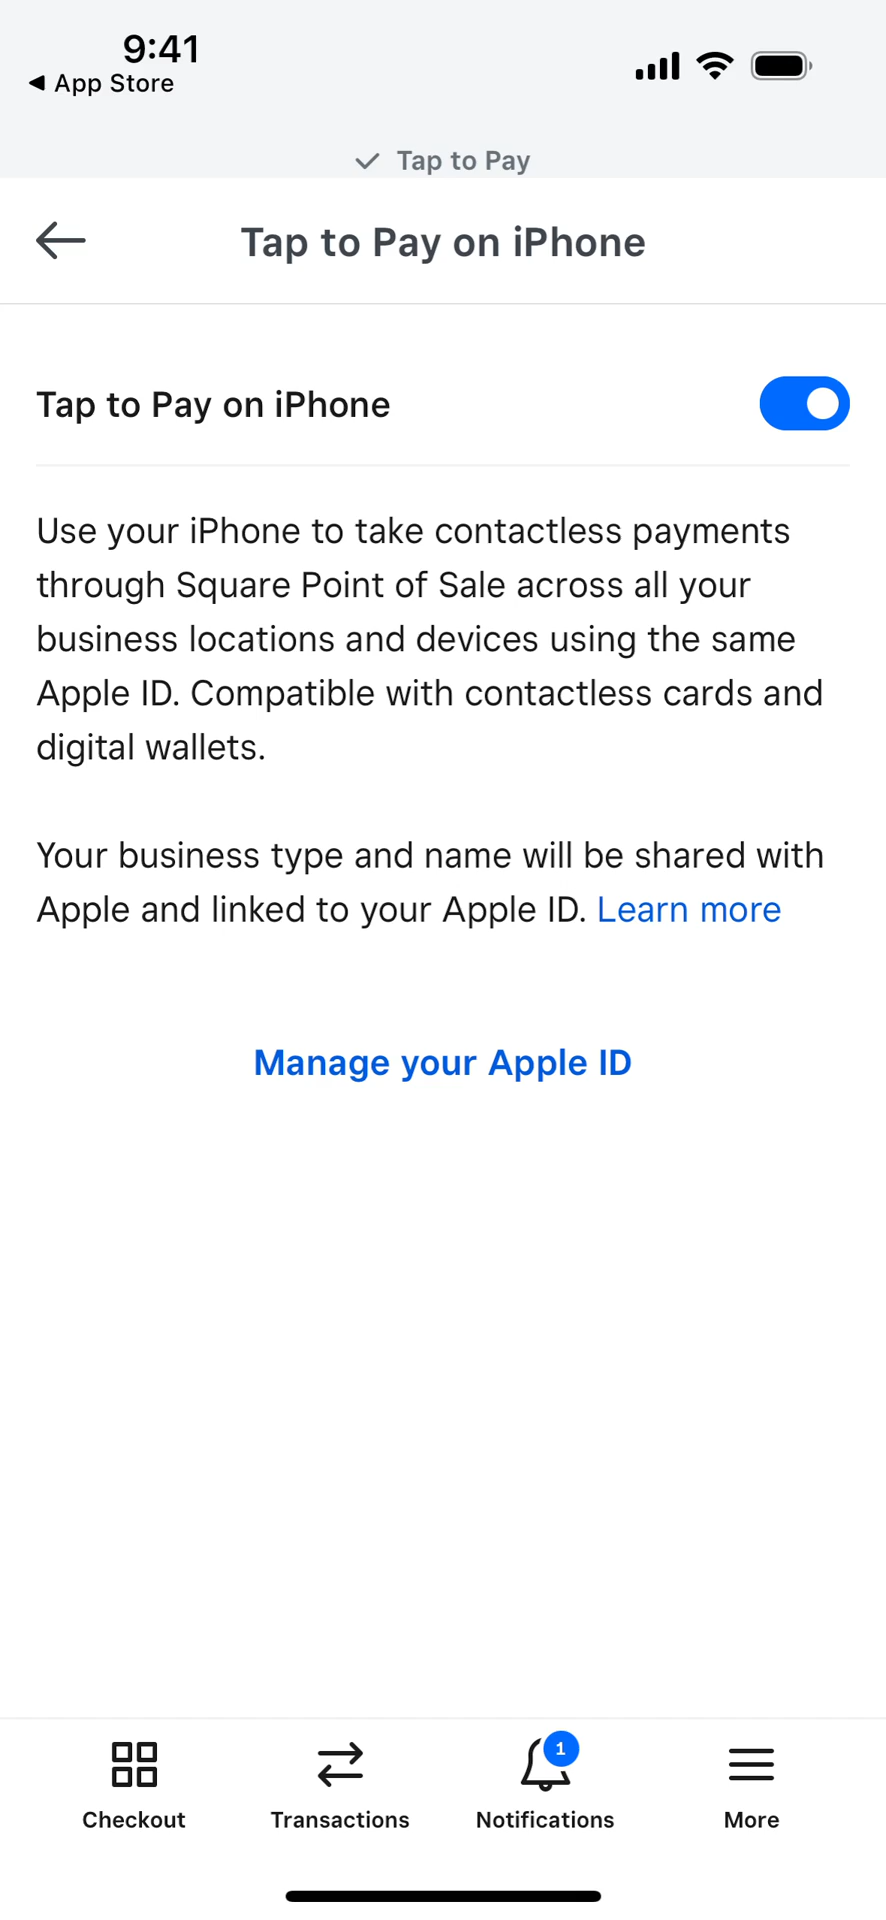 9:41
◀ App Store
Tap to Pay
Tap to Pay on iPhone
Tap to Pay on iPhone
Use your iPhone to take contactless payments
through Square Point of Sale across all your
business locations and devices using the same
Apple ID. Compatible with contactless cards and
digital wallets.
Your business type and name will be shared with
Apple and linked to your Apple ID. Learn more
Manage your Apple ID
1
Checkout
Transactions
Notifications
More